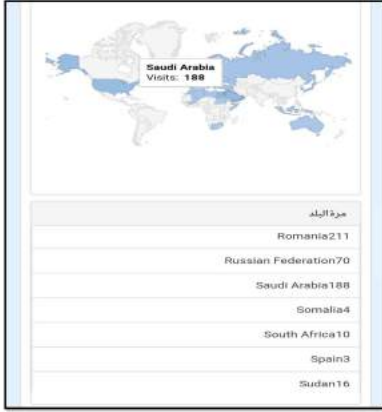 Saudi Arabia
Visits: 188
مرة البلد
Romania211
Russian Federation70
Saudi Arabia188
Somalia4
South Africa10
Spain3
Sudan16